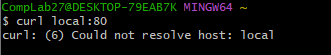 CompLab27@DESKTOP-79EAB7K MINGW64 ~
$ curl local:80
curl: (6) Could not resolve host: local